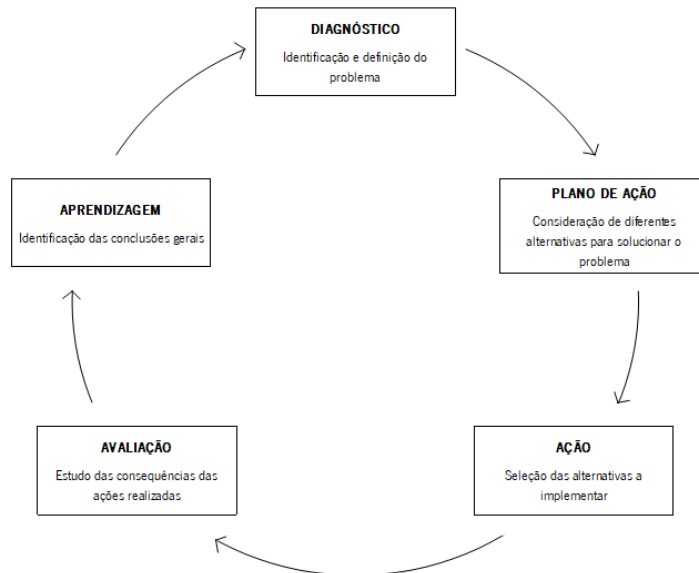 DIAGNÓSTICO
Identificação e definição do
problema
PLANO DE AÇÃO
Consideração de diferentes
alternativas para solucionar o
problema
AÇÃO
Seleção das alternativas a
implementar
AVALIAÇÃO
Estudo das consequências das
ações realizadas
APRENDIZAGEM
Identificação das conclusões gerais